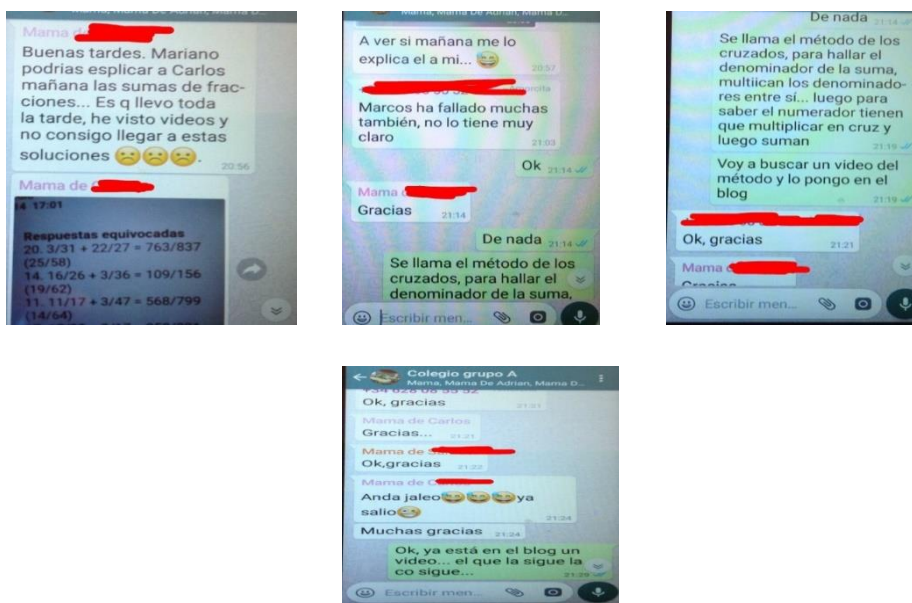 Mama, Mama De Adrian, Mama D...
Mama d
Buenas tardes. Mariano
podrias esplicar a Carlos
mañana las sumas de frac-
ciones... Es q llevo toda
la tarde, he visto videos y
no consigo llegar a estas
soluciones ☹️☹️☹️.
20:56
Mama de
17:01
Respuestas equivocadas
20. 3/31 + 22/27 = 763/837
(25/58)
14. 16/26 + 3/36 = 109/156
(19/62)
11. 11/17 + 3/47 = 568/799
(14/64)
Mama, Mama De Adrian, Mama D...
A ver si mañana me lo
explica el a mi... 😅
20:57
Marcos ha fallado muchas
también, no lo tiene muy
claro
21:03
Ok 21:14
Mama
Gracias 21:14
De nada 21:14
Se llama el método de los
cruzados, para hallar el
denominador de la suma,
Escribir men...
De nada 21:14
Se llama el método de los
cruzados, para hallar el
denominador de la suma,
multiican los denominado-
res entre sí... luego para
saber el numerador tienen
que multiplicar en cruz y
luego suman
21:19
Voy a buscar un video del
método y lo pongo en el
blog
21:19
Ok, gracias 21:21
Mama
Gracias
Escribir men...
Colegio grupo A
Mama, Mama De Adrian, Mama D...
Ok, gracias 21:21
Mama de Carlos
Gracias... 21:21
Mama de
Ok,gracias 21:22
Mama de
Anda jaleo😅😅😅ya
salio😄
21:24
Muchas gracias 21:24
Ok, ya está en el blog un
video... el que la sigue la
co sigue...
21:29
Escribir men...